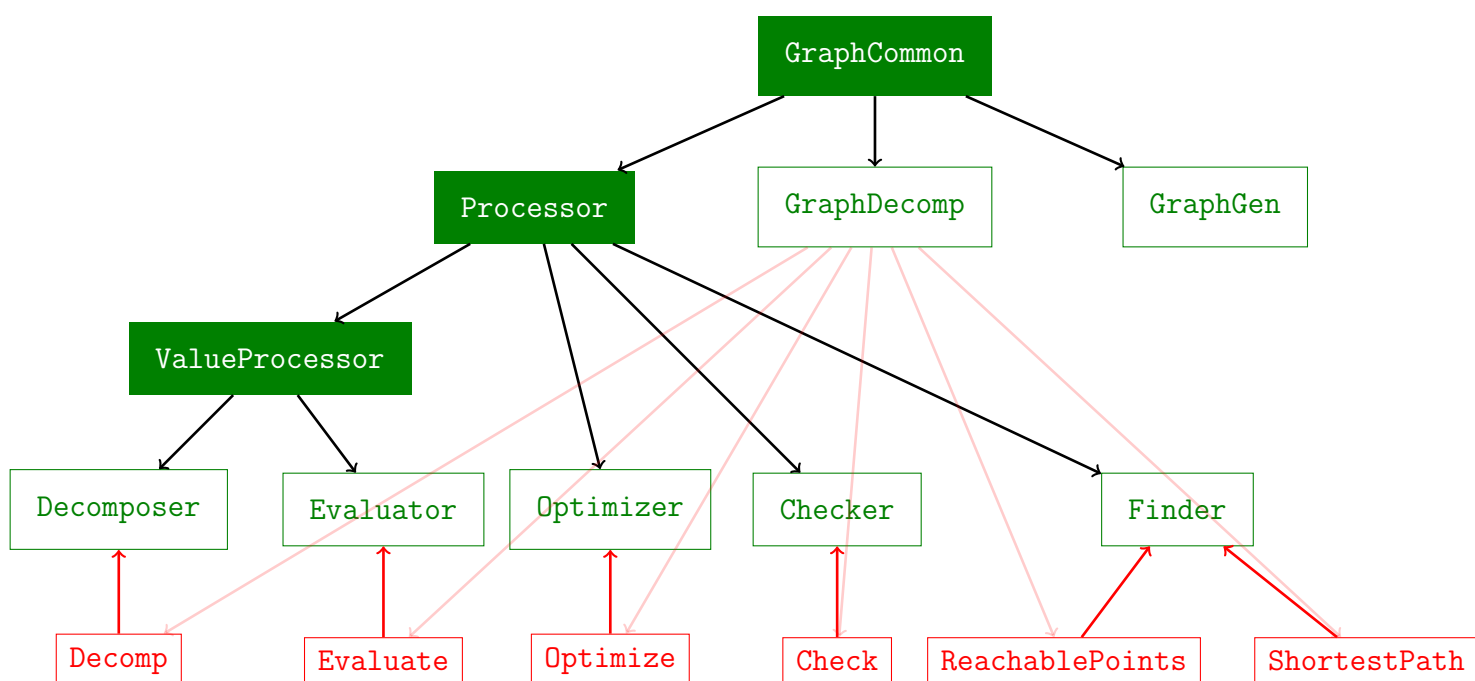 GraphCommon
Processor
GraphDecomp
GraphGen
ValueProcessor
Decomposer
Evaluator
Optimizer
Checker
Finder
Decomp
Evaluate
Optimize
Check
ReachablePoints
ShortestPath